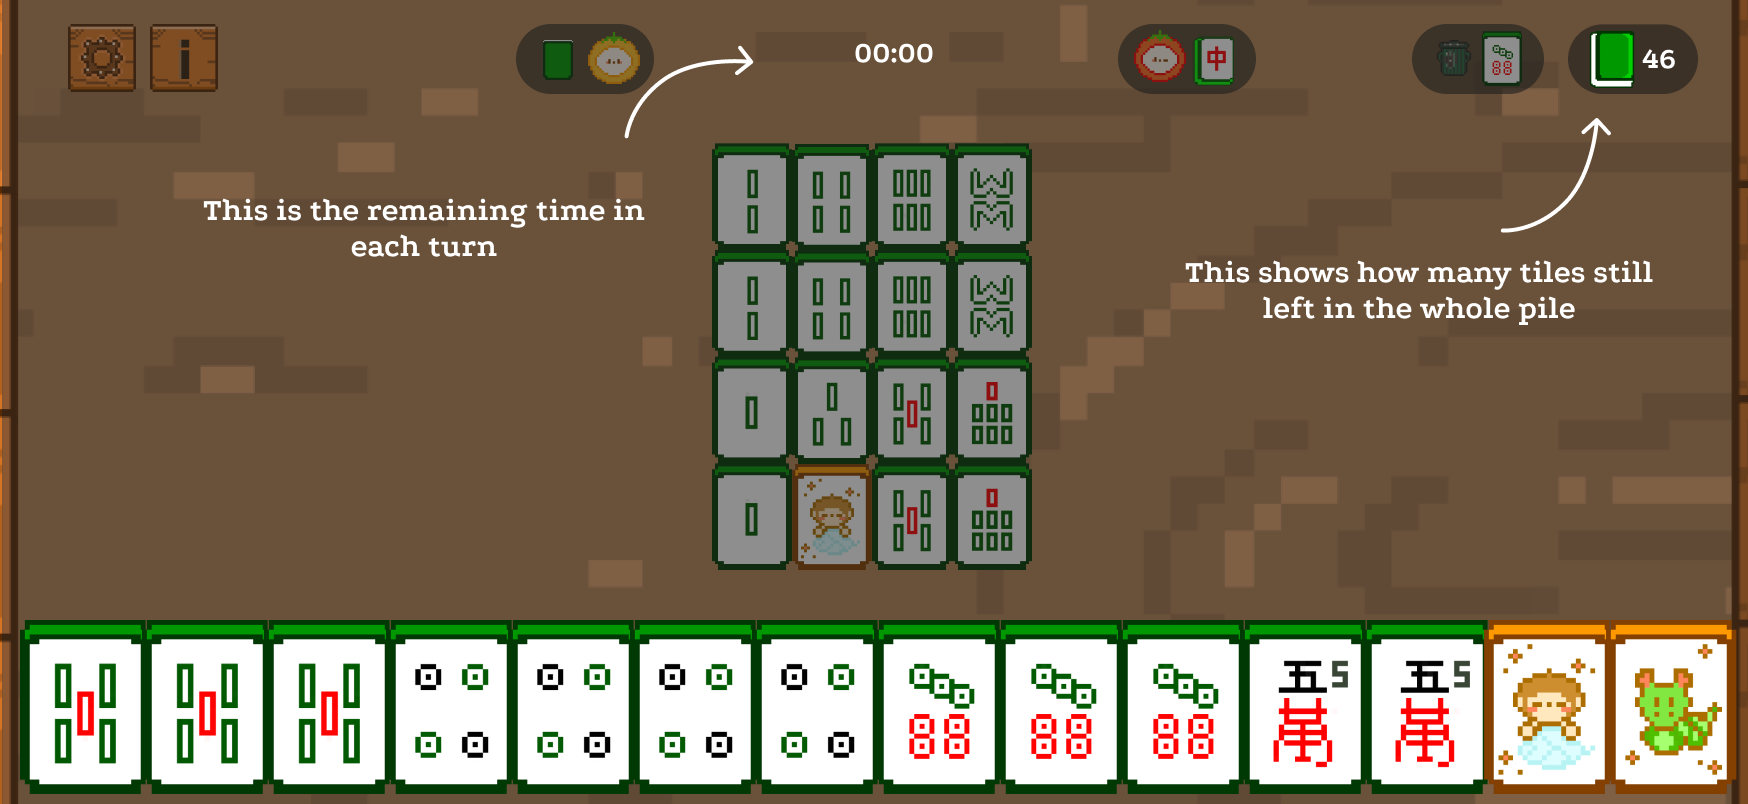 i
00:00
中
46
This is the remaining time in
each turn
This shows how many tiles still
left in the whole pile
五5
萬
五5
萬